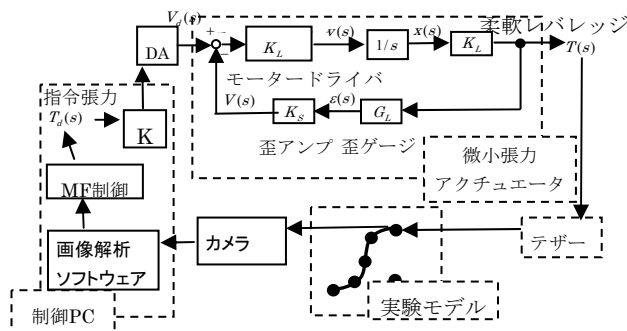 V_d(s)
柔軟レバレッジ
DA
+
−
K_L
v(s)
1/s
x(s)
K_L
T(s)
モータードライバ
指令張力
V(s)
ε(s)
T_d(s)
K
K_S
G_L
歪アンプ 歪ゲージ
微小張力
アクチュエータ
MF制御
テザー
カメラ
画像解析
ソフトウェア
実験モデル
制御PC